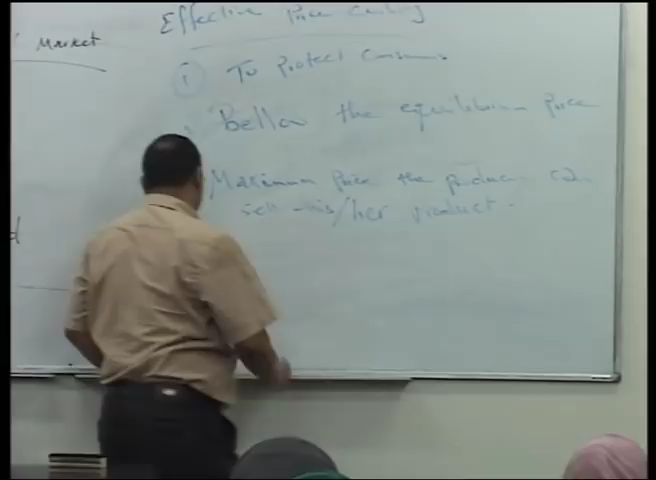 Market
Effective Price Ceiling
1 To protect consumers
Bellow the equilibrium price
Maximum price the producer can
sell his/her product.
d